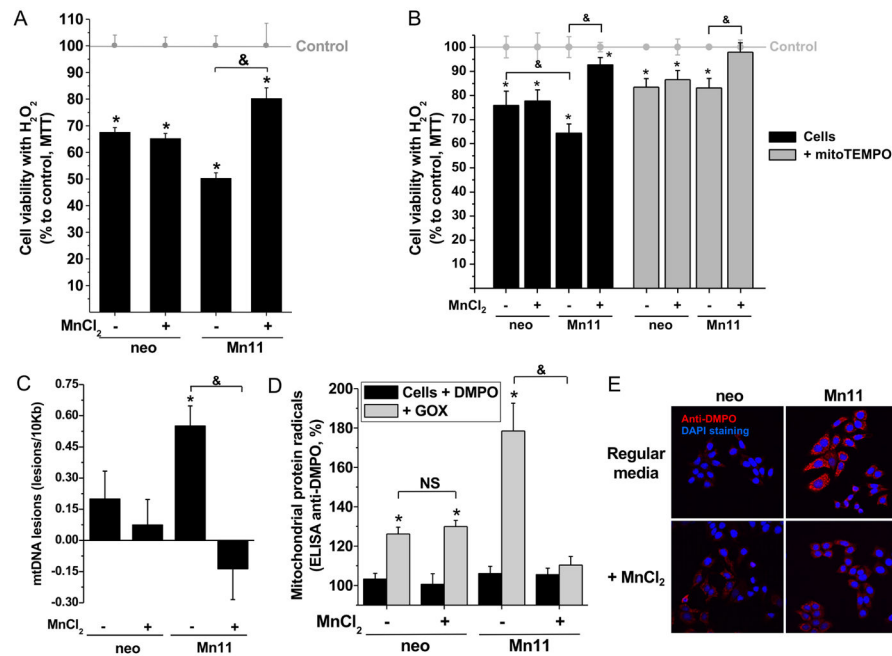 A
Cell viability with H2O2
(% to control, MTT)
110
100
90
80
70
60
50
40
30
20
10
Control
&
*
*
*
*
MnCl2
-
+
-
+
neo
Mn11
B
Cell viability with H2O2
(% to control, MTT)
100
90
80
70
60
50
40
30
20
10
0
Control
&
&
&
*
*
*
*
*
*
*
Cells
+ mitoTEMPO
MnCl2
-
+
-
+
-
+
-
+
neo
Mn11
neo
Mn11
C
mtDNA lesions (lesions/10Kb)
0.75
0.60
0.45
0.30
0.15
0.00
-0.15
-0.30
&
*
MnCl2
-
+
-
+
neo
Mn11
D
Mitochondrial protein radicals
(ELISA anti-DMPO, %)
200
180
160
140
120
100
Cells + DMPO
+ GOX
&
NS
*
*
*
MnCl2
-
+
-
+
neo
Mn11
E
neo
Mn11
Regular
media
+ MnCl2
Anti-DMPO
DAPI staining